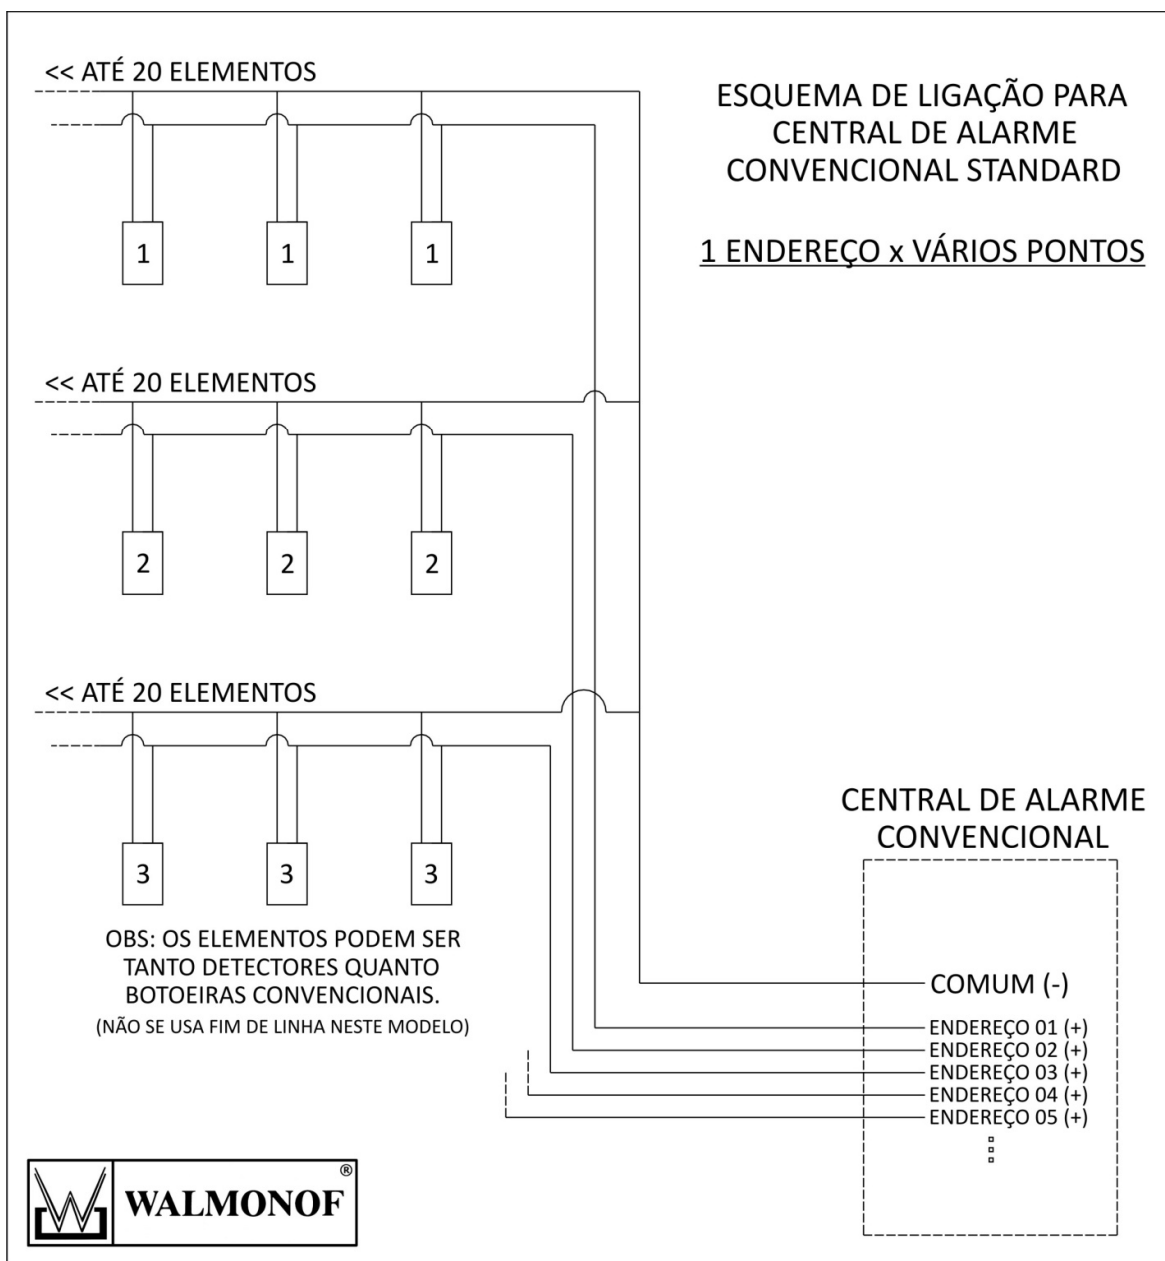 << ATÉ 20 ELEMENTOS
ESQUEMA DE LIGAÇÃO PARA
CENTRAL DE ALARME
CONVENCIONAL STANDARD
1 ENDEREÇO x VÁRIOS PONTOS
1 1 1
<< ATÉ 20 ELEMENTOS
2 2 2
<< ATÉ 20 ELEMENTOS
3 3 3
OBS: OS ELEMENTOS PODEM SER
TANTO DETECTORES QUANTO
BOTOEIRAS CONVENCIONAIS.
(NÃO SE USA FIM DE LINHA NESTE MODELO)
CENTRAL DE ALARME
CONVENCIONAL
COMUM (-)
ENDEREÇO 01 (+)
ENDEREÇO 02 (+)
ENDEREÇO 03 (+)
ENDEREÇO 04 (+)
ENDEREÇO 05 (+)
W WALMONOF ®